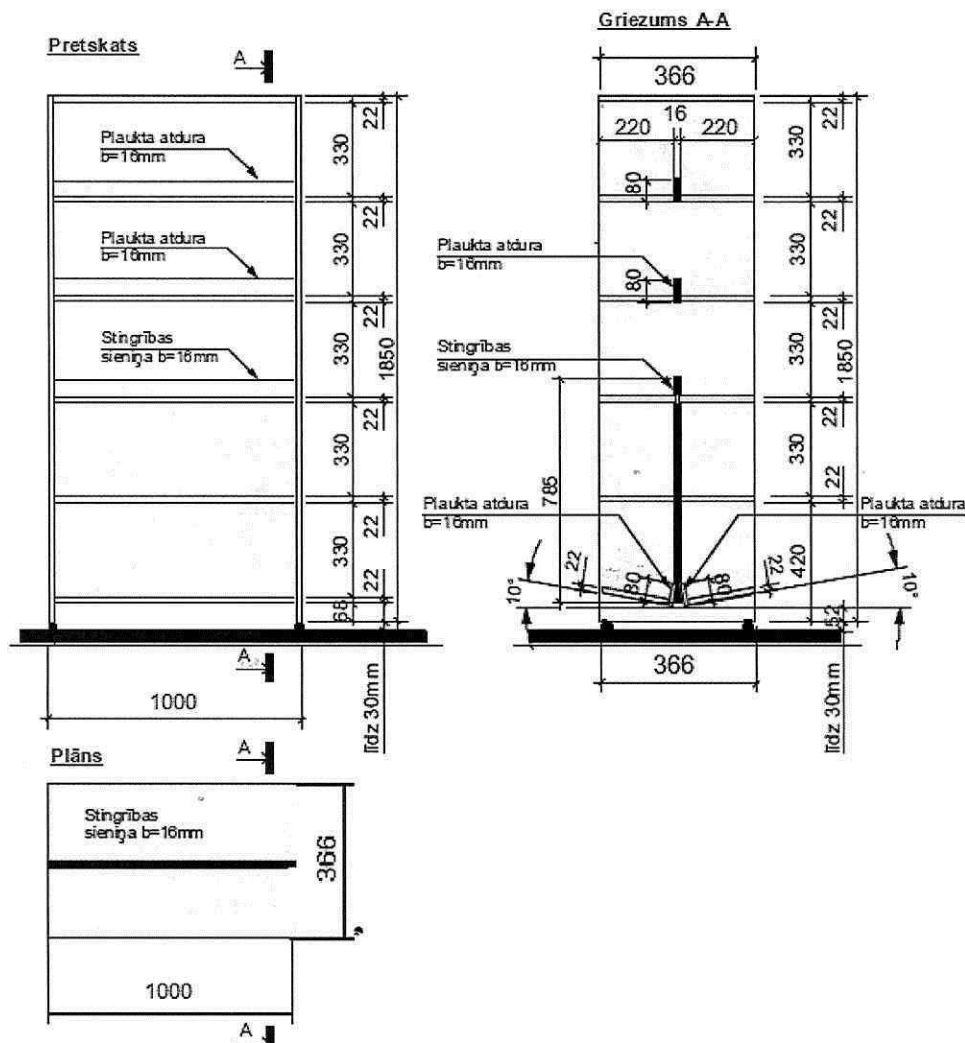 Pretskats
A
Plaukta atdura
b=16mm
Plaukta atdura
b=16mm
Stingrības
sieniņa b=16mm
22
330
22
330
22
330
1850
22
330
22
330
22
68
A
1000
līdz 30mm
Griezums A-A
366
16
220
220
80
Plaukta atdura
b=16mm
80
Stingrības
sieniņa b=16mm
785
Plaukta atdura
b=16mm
Plaukta atdura
b=16mm
22
80
80
22
10°
10°
22
330
22
330
22
330
1850
22
330
22
420
52
366
līdz 30mm
Plāns
A
Stingrības
sieniņa b=16mm
366
1000
A